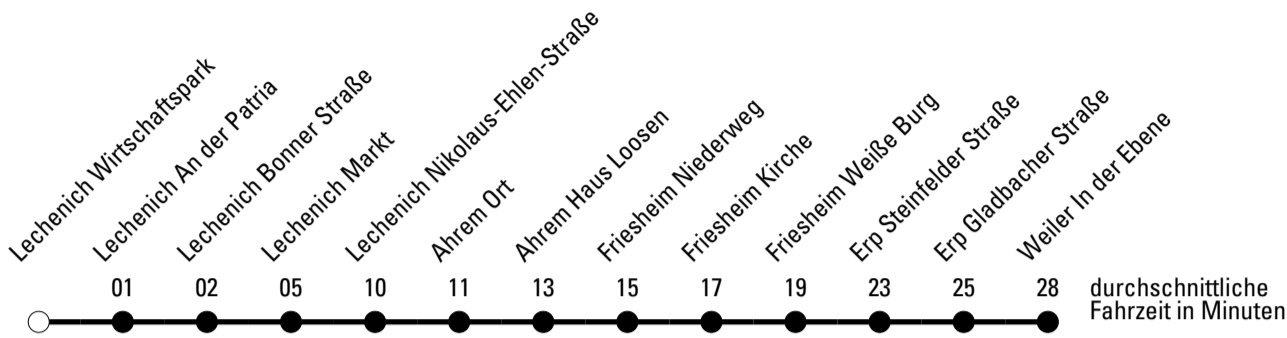 Lechenich Wirtschaftspark
Lechenich An der Patria
Lechenich Bonner Straße
Lechenich Markt
Lechenich Nikolaus-Ehlen-Straße
Ahrem Ort
Ahrem Haus Loosen
Friesheim Niederweg
Friesheim Kirche
Friesheim Weiße Burg
Erp Steinfelder Straße
Erp Gladbacher Straße
Weiler In der Ebene
01 02 05 10 11 13 15 17 19 23 25 28
durchschnittliche
Fahrzeit in Minuten